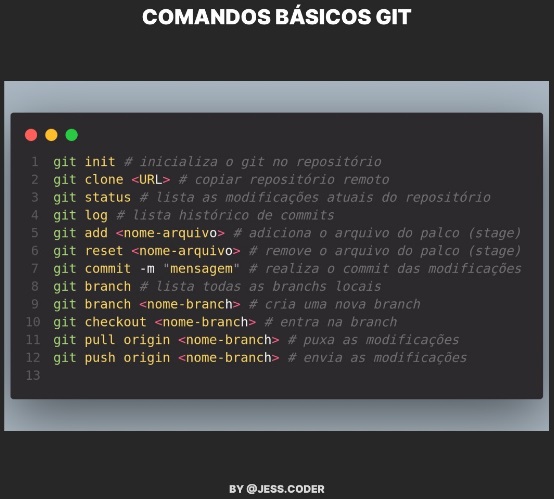 COMANDOS BÁSICOS GIT
1 git init # inicializa o git no repositório
2 git clone <URL> # copiar repositório remoto
3 git status # lista as modificações atuais do repositório
4 git log # lista histórico de commits
5 git add <nome-arquivo> # adiciona o arquivo do palco (stage)
6 git reset <nome-arquivo> # remove o arquivo do palco (stage)
7 git commit -m "mensagem" # realiza o commit das modificações
8 git branch # lista todas as branchs locais
9 git branch <nome-branch> # cria uma nova branch
10 git checkout <nome-branch> # entra na branch
11 git pull origin <nome-branch> # puxa as modificações
12 git push origin <nome-branch> # envia as modificações
13
BY @JESS.CODER